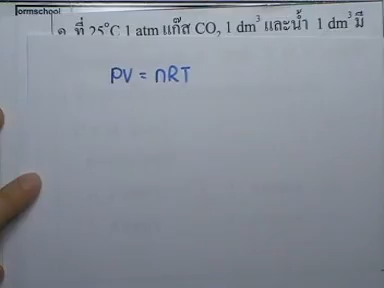 ormschool
ที่ 25°C 1 atm แก๊ส CO, 1 dm³ และน้ำ 1 dm³ มี
PV = nRT